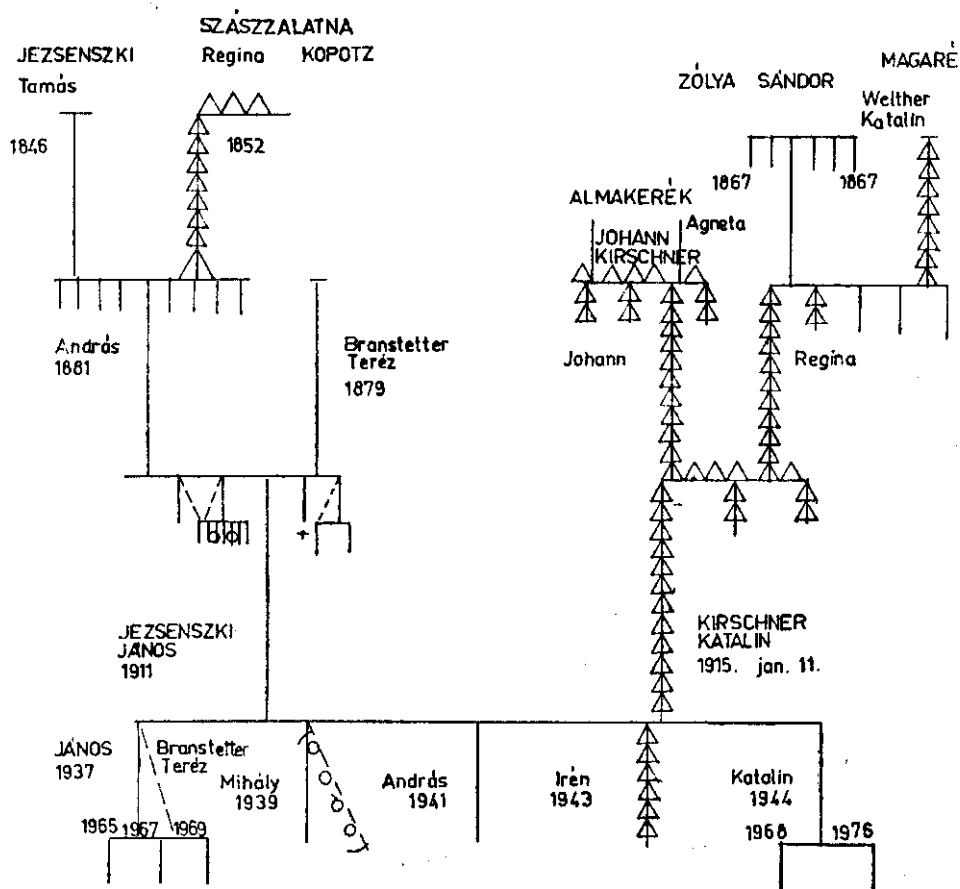 SZÁSZZALATNA
JEZSENSZKI Regina KOPOTZ
Tamás
MAGARÉ
ZÓLYA SÁNDOR
Welther
Katalin
1846
1852
1867 1867
ALMAKERÉK
Agneta
JOHANN
KIRSCHNER
András
1881
Branstetter
Teréz
1879
Johann
Regina
JEZSENSZKI
JÁNOS
1911
KIRSCHNER
KATALIN
1915. jan. 11.
JÁNOS
1937
Branstetter
Teréz
Mihály
1939
András
1941
Irén
1943
Katalin
1944
1965 1967 1969
1968 1976